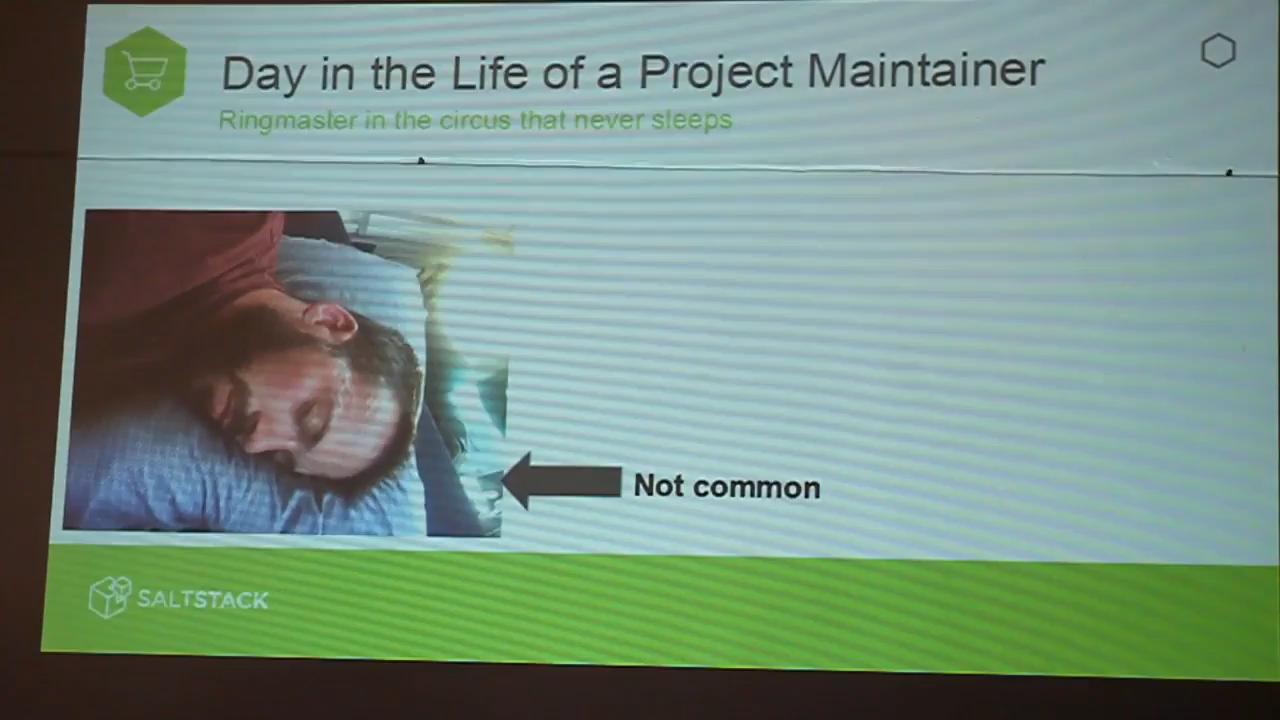 Day in the Life of a Project Maintainer
Ringmaster in the circus that never sleeps
Not common
SALTSTACK